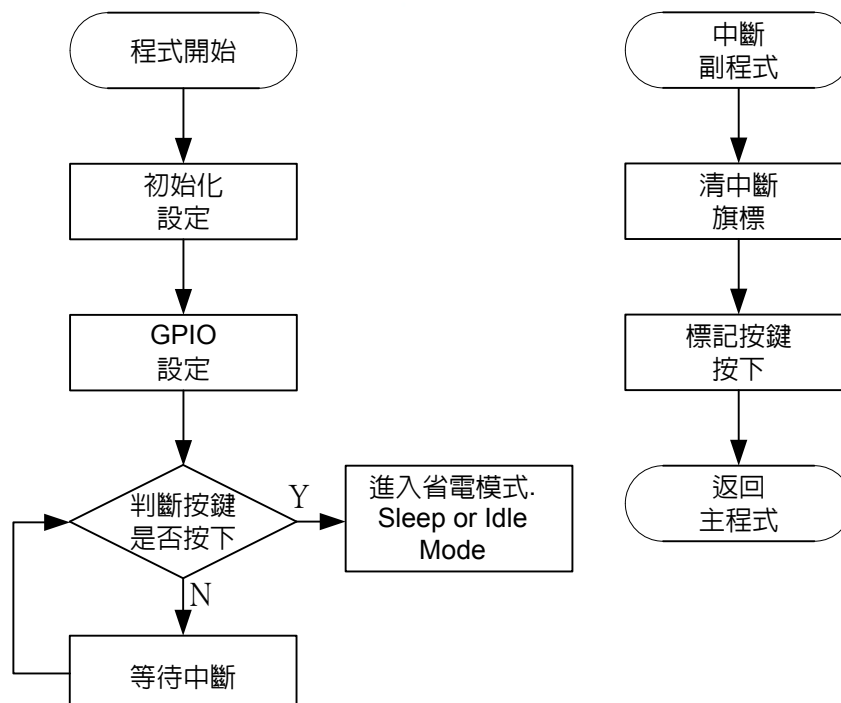 程式開始
初始化
設定
GPIO
設定
判斷按鍵
是否按下
Y
N
等待中斷
進入省電模式.
Sleep or Idle
Mode
中斷
副程式
清中斷
旗標
標記按鍵
按下
返回
主程式